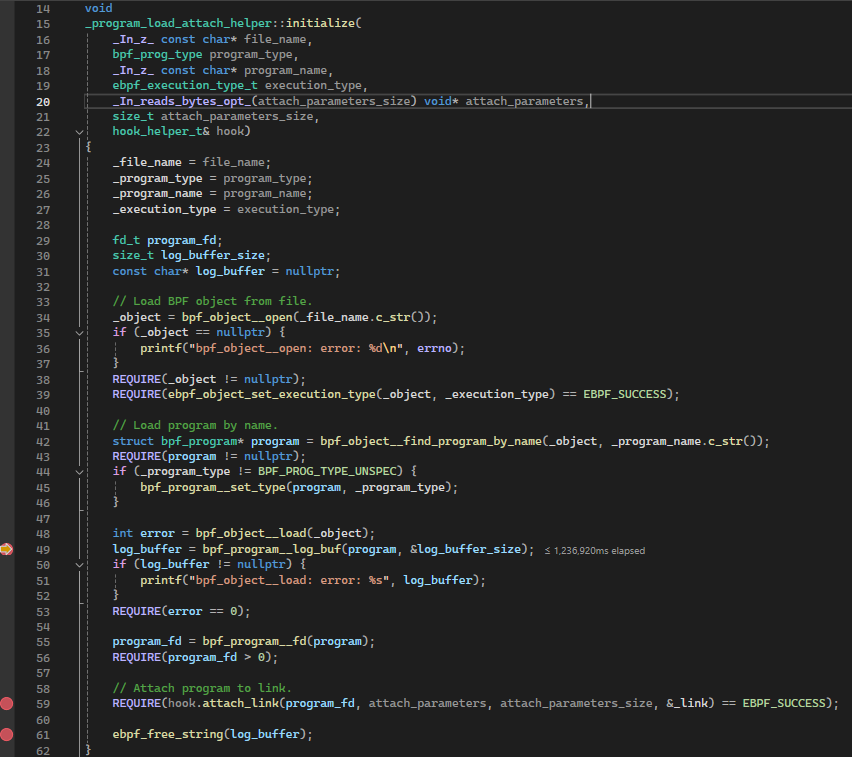 14 void
15 _program_load_attach_helper::initialize(
16     _In_z_ const char* file_name,
17     bpf_prog_type program_type,
18     _In_z_ const char* program_name,
19     ebpf_execution_type_t execution_type,
20     _In_reads_bytes_opt_(attach_parameters_size) void* attach_parameters,
21     size_t attach_parameters_size,
22     hook_helper_t& hook)
23 {
24     _file_name = file_name;
25     _program_type = program_type;
26     _program_name = program_name;
27     _execution_type = execution_type;
28
29     fd_t program_fd;
30     size_t log_buffer_size;
31     const char* log_buffer = nullptr;
32
33     // Load BPF object from file.
34     _object = bpf_object__open(_file_name.c_str());
35     if (_object == nullptr) {
36         printf("bpf_object__open: error: %d\n", errno);
37     }
38     REQUIRE(_object != nullptr);
39     REQUIRE(ebpf_object_set_execution_type(_object, _execution_type) == EBPF_SUCCESS);
40
41     // Load program by name.
42     struct bpf_program* program = bpf_object__find_program_by_name(_object, _program_name.c_str());
43     REQUIRE(program != nullptr);
44     if (_program_type != BPF_PROG_TYPE_UNSPEC) {
45         bpf_program__set_type(program, _program_type);
46     }
47
48     int error = bpf_object__load(_object);
49     log_buffer = bpf_program__log_buf(program, &log_buffer_size); ≤ 1,236,920ms elapsed
50     if (log_buffer != nullptr) {
51         printf("bpf_object__load: error: %s", log_buffer);
52     }
53     REQUIRE(error == 0);
54
55     program_fd = bpf_program__fd(program);
56     REQUIRE(program_fd > 0);
57
58     // Attach program to link.
59     REQUIRE(hook.attach_link(program_fd, attach_parameters, attach_parameters_size, &_link) == EBPF_SUCCESS);
60
61     ebpf_free_string(log_buffer);
62 }